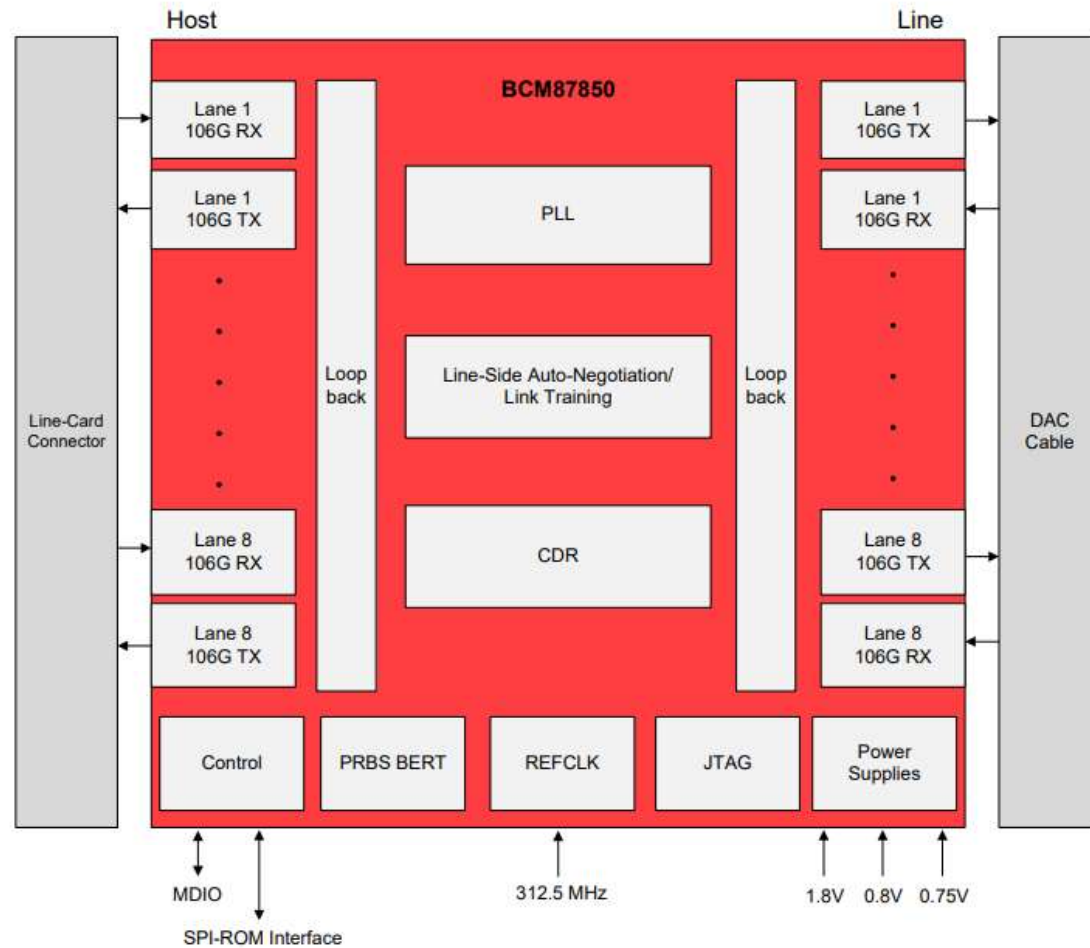 Host
Line
BCM87850
Lane 1
106G RX
Lane 1
106G TX
Lane 8
106G RX
Lane 8
106G TX
Line-Card
Connector
Loop
back
PLL
Line-Side Auto-Negotiation/
Link Training
CDR
Loop
back
Lane 1
106G TX
Lane 1
106G RX
Lane 8
106G TX
Lane 8
106G RX
DAC
Cable
Control
PRBS BERT
REFCLK
JTAG
Power
Supplies
MDIO
SPI-ROM Interface
312.5 MHz
1.8V
0.8V
0.75V